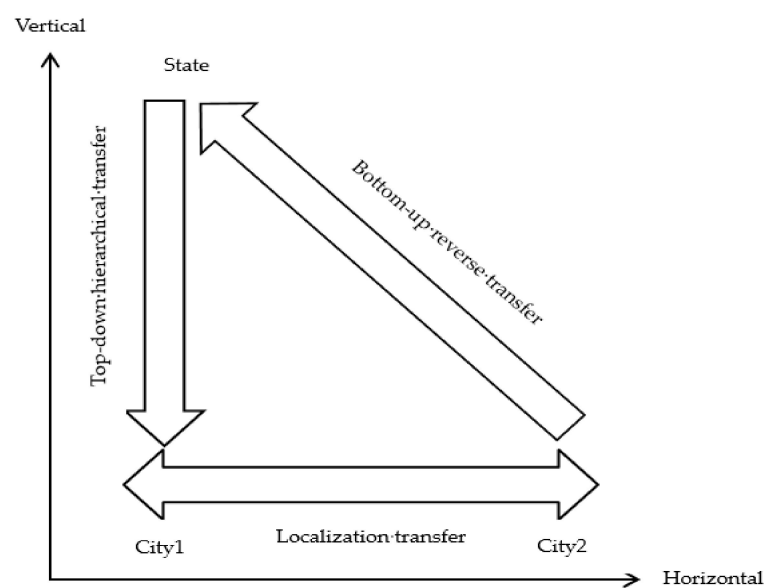 Vertical
State
Top-down·hierarchical·transfer
Bottom-up·reverse·transfer
Localization·transfer
City1
City2
Horizontal